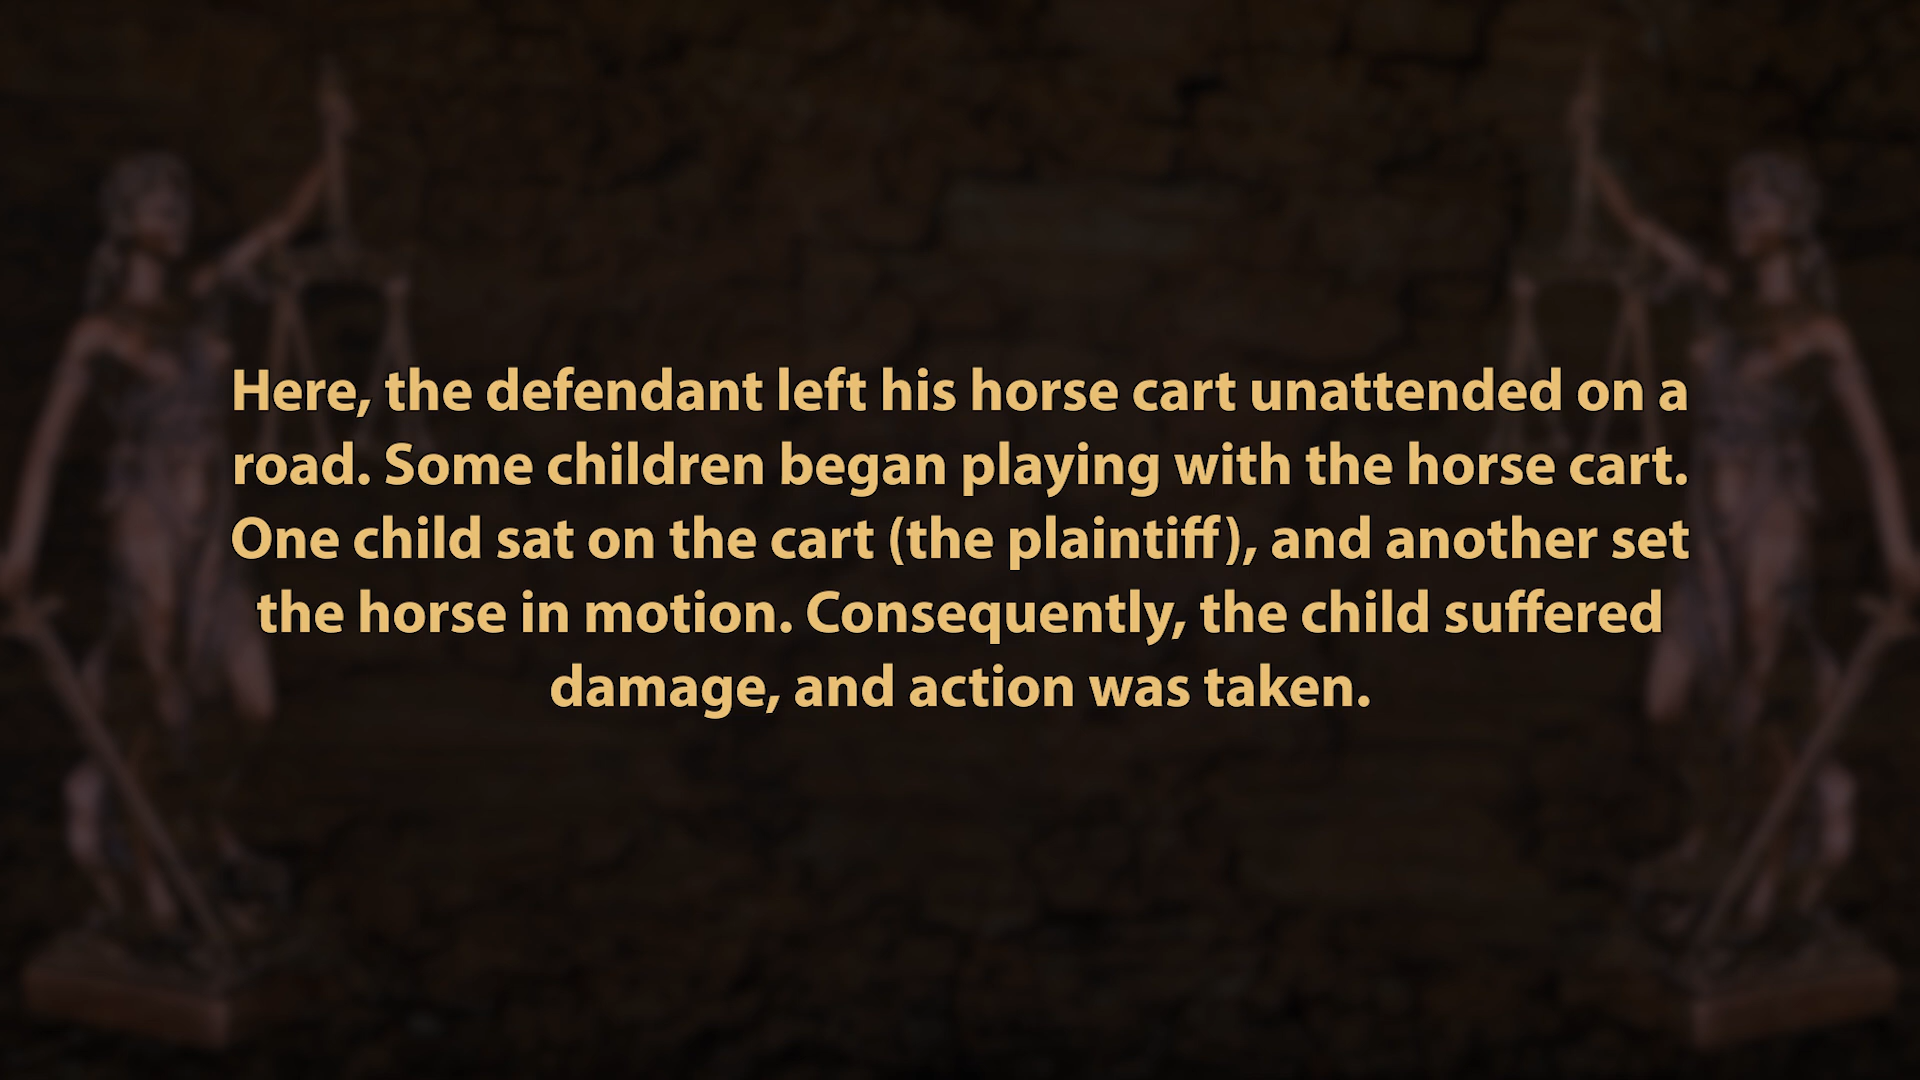 Here, the defendant left his horse cart unattended on a
road. Some children began playing with the horse cart.
One child sat on the cart (the plaintiff), and another set
the horse in motion. Consequently, the child suffered
damage, and action was taken.